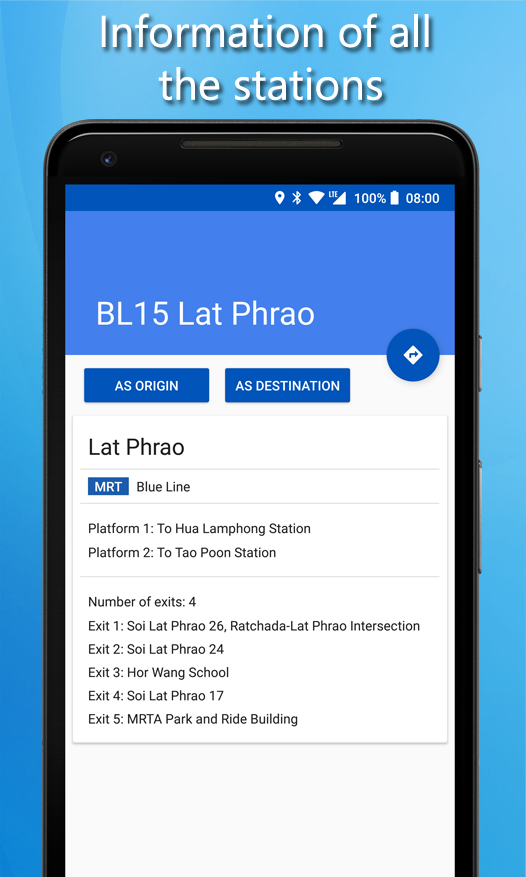 Information of all
the stations
LTE 100% 08:00
BL15 Lat Phrao
AS ORIGIN AS DESTINATION
Lat Phrao
MRT Blue Line
Platform 1: To Hua Lamphong Station
Platform 2: To Tao Poon Station
Number of exits: 4
Exit 1: Soi Lat Phrao 26, Ratchada-Lat Phrao Intersection
Exit 2: Soi Lat Phrao 24
Exit 3: Hor Wang School
Exit 4: Soi Lat Phrao 17
Exit 5: MRTA Park and Ride Building